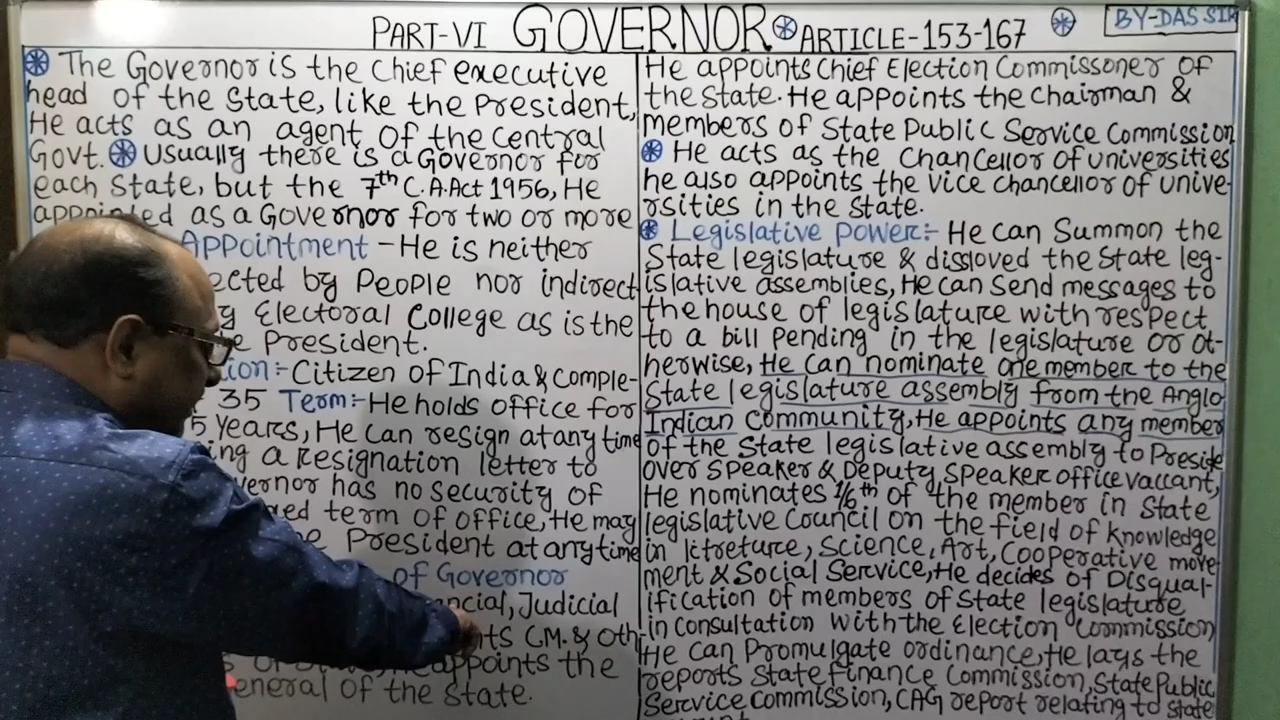 PART-VI GOVERNOR ARTICLE-153-167
BY-DAS SIR
The Governor is the chief executive
head of the State, like the President,
He acts as an agent of the central
Govt. Usually there is a Governor for
each state, but the 7th C.A.Act 1956, He
appointed as a Governor for two or more
Appointment - He is neither
ected by People nor indirect
Electoral College as is the
President.
ion :- Citizen of India & Comple-
35 Term:- He holds office for
5 Years, He can resign at any time
ing a resignation letter to
vernor has no security of
term of office, He may
President at any time
of Governor
ncial, Judicial
nts C.M. & Oth-
appoints the
eneral of the State.
He appoints Chief Election Commissoner of
the State. He appoints the Chairman &
members of State Public Service Commission
He acts as the Chancellor of universities
he also appoints the vice chancellor of unive-
rsities in the state.
Legislative power:- He can Summon the
State legislature & dissloved the State leg-
islative assemblies, He can send messages to
the house of legislature with respect
to a bill pending in the legislature or ot-
herwise, He can nominate one member to the
State legislature assembly from the Anglo
Indian Community, He appoints any member
of the State legislative assembly to Preside
over speaker & Deputy, Speaker office vaccant,
He nominates 1/6th of the member in State
legislative Council on the field of knowledge
in litreture, Science, Art, Cooperative move-
ment & Social Service, He decides of Disqual-
ification of members of State legislature
in consultation with the Election Commission
He can Promulgate ordinance, He lays the
reports State Finance Commission, State Public
Service Commission, CAG report relating to state